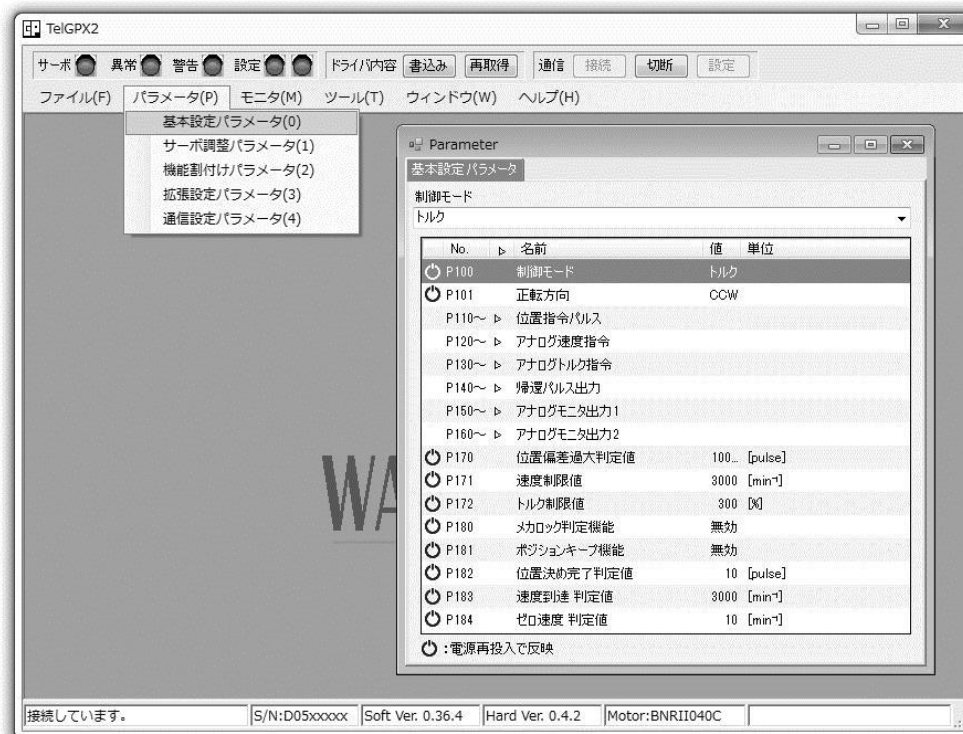 TelGPX2
サーボ 異常 警告 設定 ドライバ内容 書込み 再取得 通信 接続 切断 設定
ファイル(F) パラメータ(P) モニタ(M) ツール(T) ウィンドウ(W) ヘルプ(H)
基本設定パラメータ(0)
サーボ調整パラメータ(1)
機能割付けパラメータ(2)
拡張設定パラメータ(3)
通信設定パラメータ(4)
Parameter
基本設定パラメータ
制御モード
トルク
No. 名前 値 単位
P100 制御モード トルク
P101 正転方向 CCW
P110～ 位置指令パルス
P120～ アナログ速度指令
P130～ アナログトルク指令
P140～ 帰還パルス出力
P150～ アナログモニタ出力1
P160～ アナログモニタ出力2
P170 位置偏差過大判定値 100... [pulse]
P171 速度制限値 3000 [min⁻¹]
P172 トルク制限値 300 [%]
P180 メカロック判定機能 無効
P181 ポジションキープ機能 無効
P182 位置決め完了判定値 10 [pulse]
P183 速度到達 判定値 3000 [min⁻¹]
P184 ゼロ速度 判定値 10 [min⁻¹]
:電源再投入で反映
WA
接続しています。 S/N:D05xxxxx Soft Ver. 0.36.4 Hard Ver. 0.4.2 Motor:BNRII040C